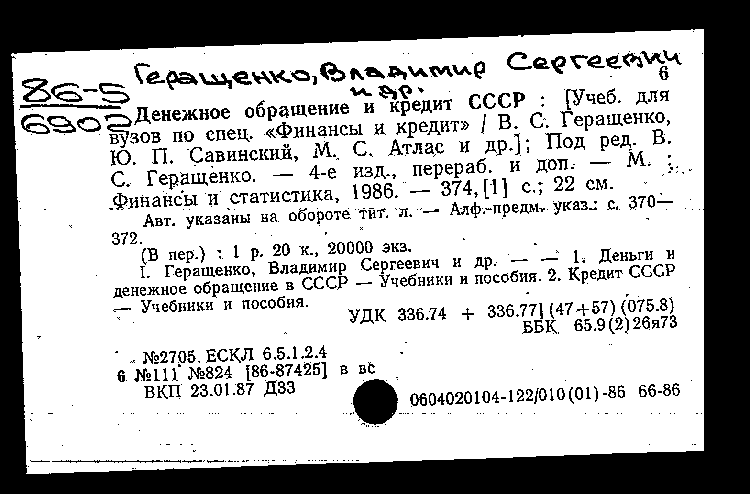 Геращенко, Владимир Сергеевич
и др.
6
86-5
6902
Денежное обращение и кредит СССР : [Учеб. для
вузов по спец. «Финансы и кредит» / В. С. Геращенко,
Ю. П. Савинский, М. С. Атлас и др.]; Под ред. В.
С. Геращенко. — 4-е изд., перераб. и доп. — М. :
Финансы и статистика, 1986. — 374, [1] с.; 22 см.
Авт. указаны на обороте тит. л. — Алф.-предм. указ.: с. 370—
372.
(В пер.) : 1 р. 20 к., 20000 экз.
I. Геращенко, Владимир Сергеевич и др. — — 1. Деньги и
денежное обращение в СССР — Учебники и пособия. 2. Кредит СССР
— Учебники и пособия.
УДК 336.74 + 336.77](47+57)(075.8)
ББК 65.9(2)26я73
№2705. ЕСКЛ 6.5.1.2.4
6 №111 №824 [86-87425] в вс
ВКП 23.01.87 Д33
0604020104-122/010(01)-86 66-86